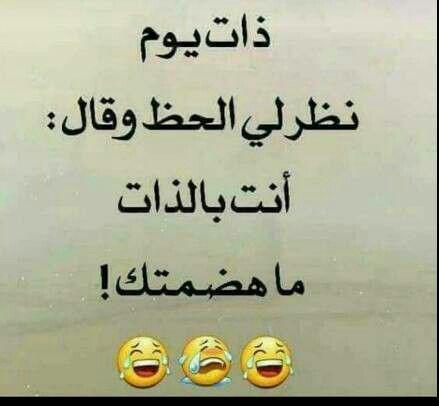 ذات يوم
نظر لي الحظ وقال :
أنت بالذات
ما هضمتك !
😅😭😅